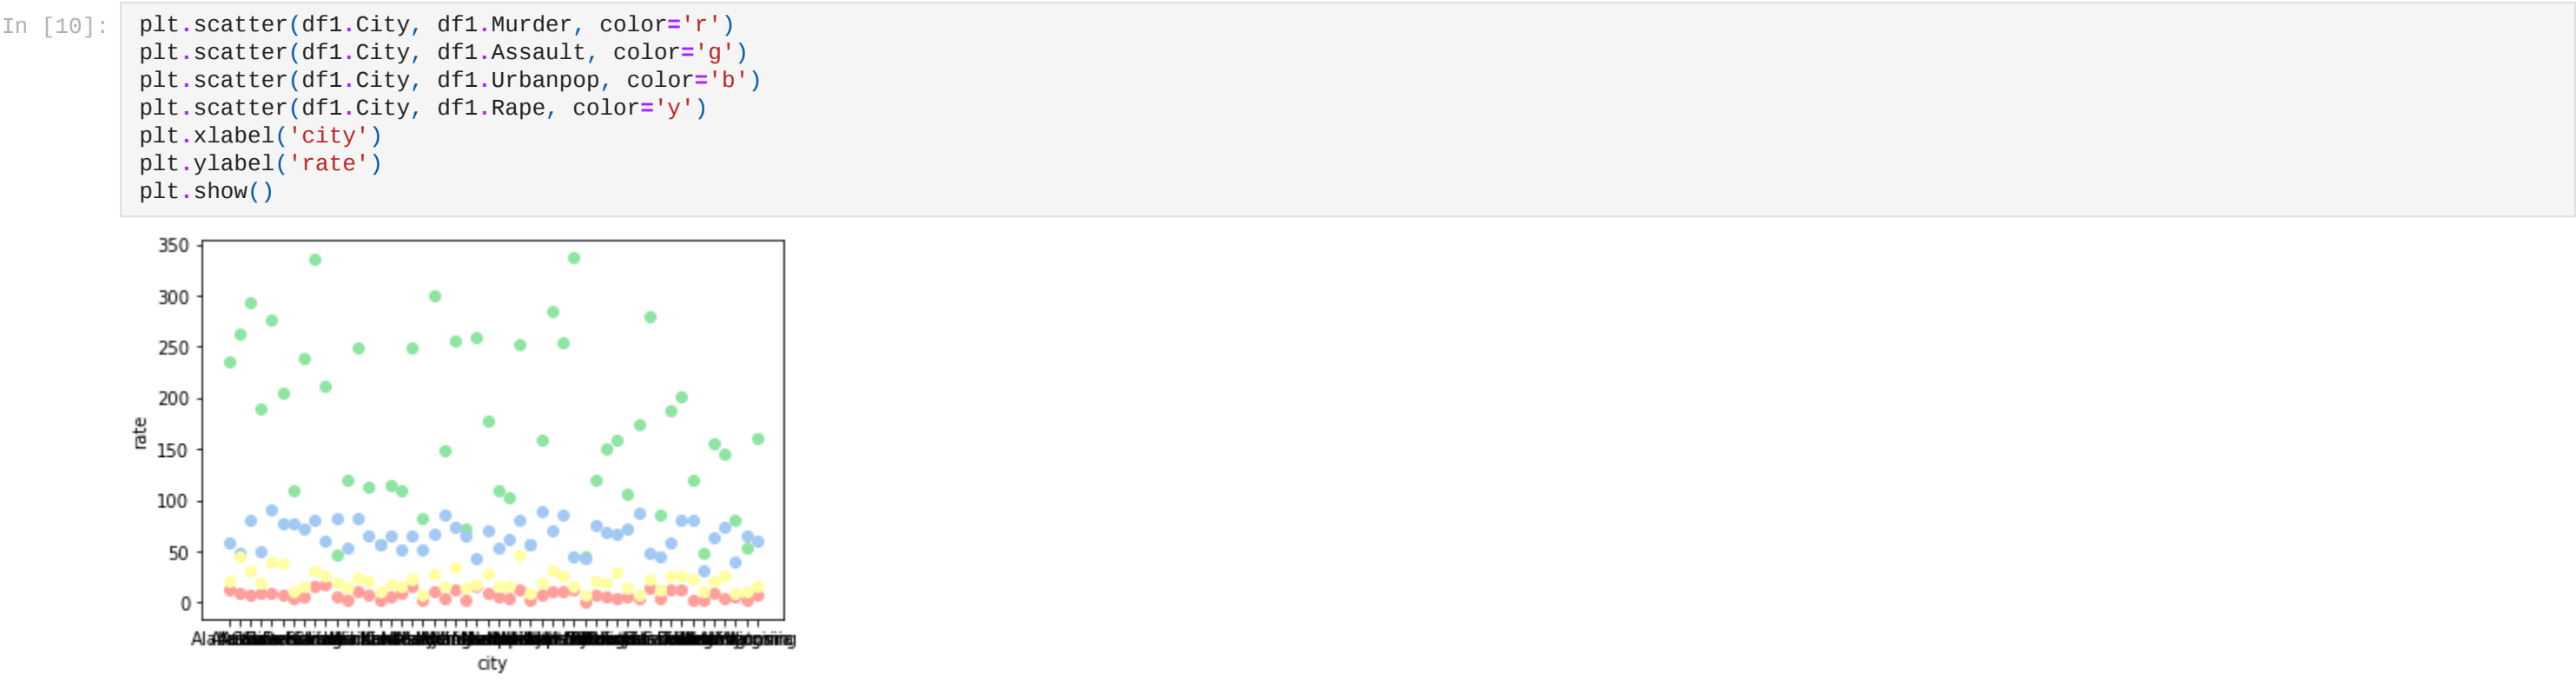 In [10]:
plt.scatter(df1.City, df1.Murder, color='r')
plt.scatter(df1.City, df1.Assault, color='g')
plt.scatter(df1.City, df1.Urbanpop, color='b')
plt.scatter(df1.City, df1.Rape, color='y')
plt.xlabel('city')
plt.ylabel('rate')
plt.show()
350
300
250
200
150
100
50
0
rate
city